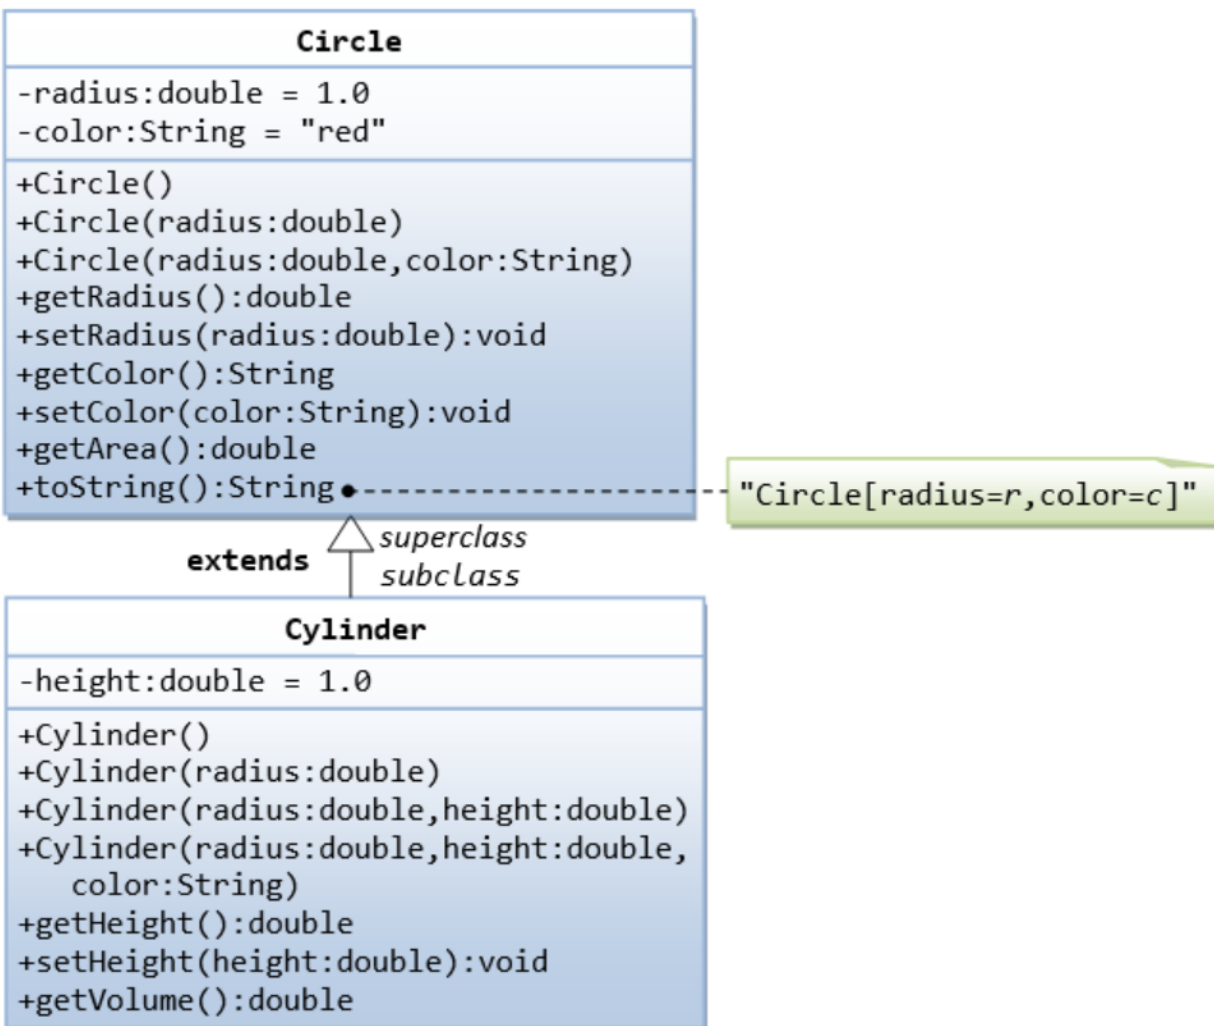 Circle
-radius:double = 1.0
-color:String = "red"
+Circle()
+Circle(radius:double)
+Circle(radius:double,color:String)
+getRadius():double
+setRadius(radius:double):void
+getColor():String
+setColor(color:String):void
+getArea():double
+toString():String
"Circle[radius=r,color=c]"
superclass
extends
subclass
Cylinder
-height:double = 1.0
+Cylinder()
+Cylinder(radius:double)
+Cylinder(radius:double,height:double)
+Cylinder(radius:double,height:double,
color:String)
+getHeight():double
+setHeight(height:double):void
+getVolume():double